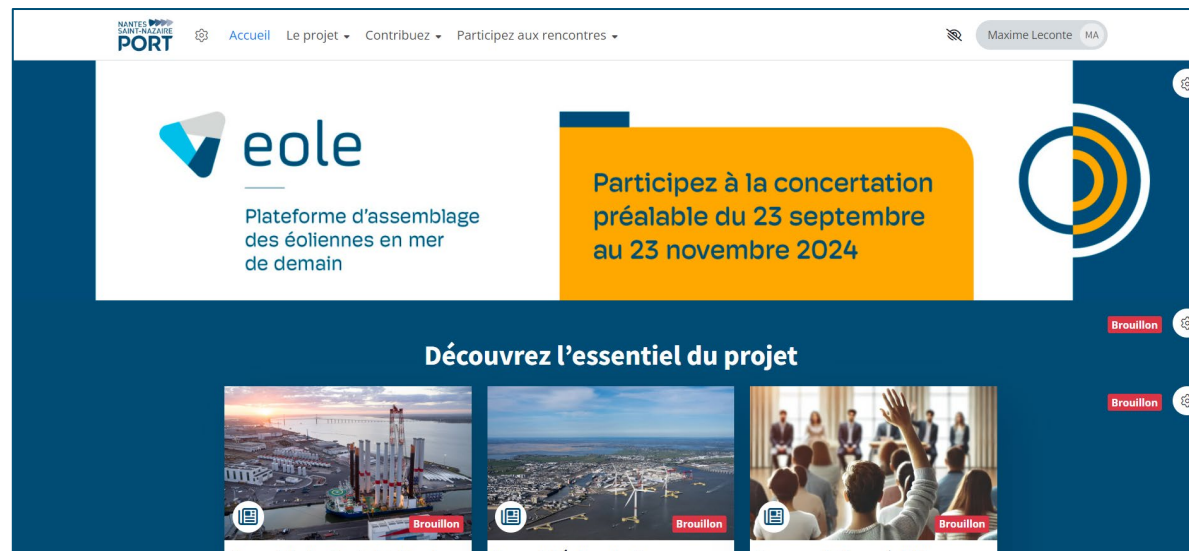 NANTES
SAINT-NAZAIRE
PORT
Accueil Le projet Contribuez Participez aux rencontres
Maxime Leconte MA
eole
Plateforme d'assemblage
des éoliennes en mer
de demain
Participez à la concertation
préalable du 23 septembre
au 23 novembre 2024
Brouillon
Découvrez l'essentiel du projet
Brouillon
Brouillon
Brouillon
Brouillon